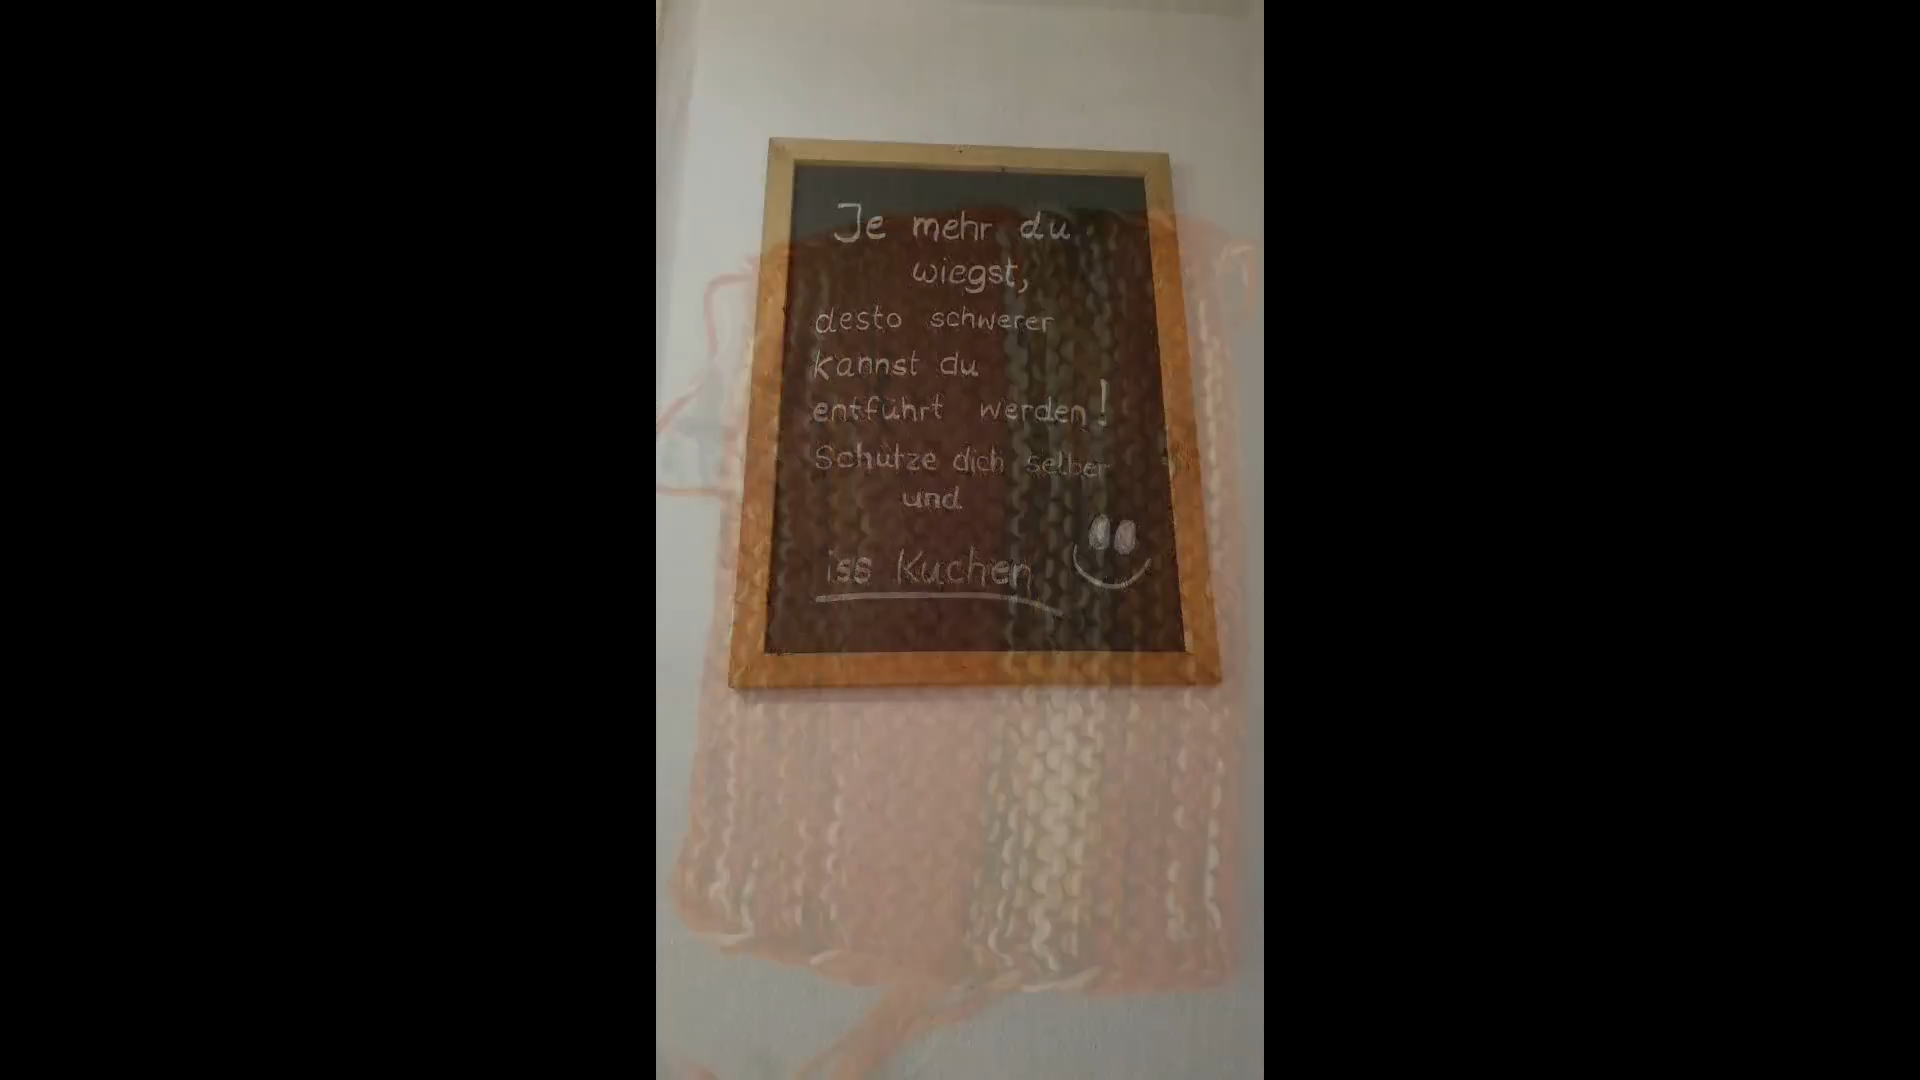 Je mehr du
wiegst,
desto schwerer
kannst du
entführt werden!
Schütze dich selber
und
iss Kuchen